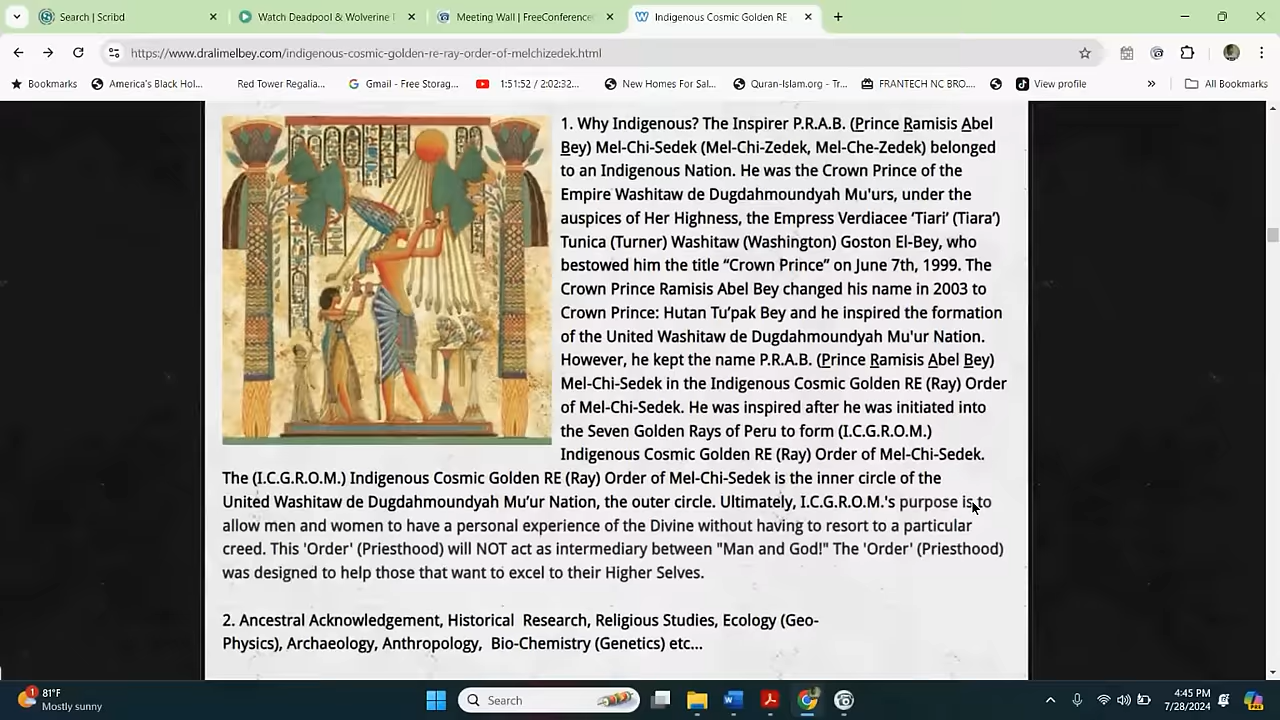 Search | Scribd
Watch Deadpool & Wolverine I
Meeting Wall | FreeConference
Indigenous Cosmic Golden RE
https://www.dralimelbey.com/indigenous-cosmic-golden-re-ray-order-of-melchizedek.html
Bookmarks
America's Black Hol...
Red Tower Regalia...
Gmail - Free Storag...
1:51:52 / 2:02:32...
New Homes For Sal...
Quran-Islam.org - Tr...
FRANTECH NC BRO....
View profile
All Bookmarks
1. Why Indigenous? The Inspirer P.R.A.B. (Prince Ramisis Abel
Bey) Mel-Chi-Sedek (Mel-Chi-Zedek, Mel-Che-Zedek) belonged
to an Indigenous Nation. He was the Crown Prince of the
Empire Washitaw de Dugdahmoundyah Mu'urs, under the
auspices of Her Highness, the Empress Verdiacee ‘Tiari’ (Tiara’)
Tunica (Turner) Washitaw (Washington) Goston El-Bey, who
bestowed him the title “Crown Prince” on June 7th, 1999. The
Crown Prince Ramisis Abel Bey changed his name in 2003 to
Crown Prince: Hutan Tu’pak Bey and he inspired the formation
of the United Washitaw de Dugdahmoundyah Mu'ur Nation.
However, he kept the name P.R.A.B. (Prince Ramisis Abel Bey)
Mel-Chi-Sedek in the Indigenous Cosmic Golden RE (Ray) Order
of Mel-Chi-Sedek. He was inspired after he was initiated into
the Seven Golden Rays of Peru to form (I.C.G.R.O.M.)
Indigenous Cosmic Golden RE (Ray) Order of Mel-Chi-Sedek.
The (I.C.G.R.O.M.) Indigenous Cosmic Golden RE (Ray) Order of Mel-Chi-Sedek is the inner circle of the
United Washitaw de Dugdahmoundyah Mu’ur Nation, the outer circle. Ultimately, I.C.G.R.O.M.'s purpose is to
allow men and women to have a personal experience of the Divine without having to resort to a particular
creed. This 'Order' (Priesthood) will NOT act as intermediary between "Man and God!" The 'Order' (Priesthood)
was designed to help those that want to excel to their Higher Selves.
2. Ancestral Acknowledgement, Historical Research, Religious Studies, Ecology (Geo-
Physics), Archaeology, Anthropology, Bio-Chemistry (Genetics) etc...
1
81°F
Mostly sunny
Search
4:45 PM
7/28/2024